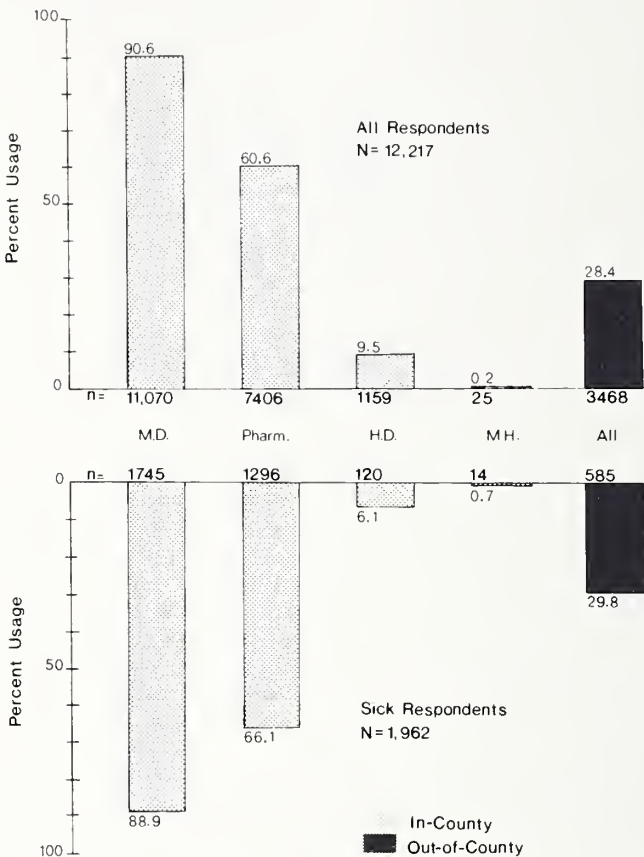 100
90.6
All Respondents
N= 12,217
60.6
Percent Usage
50
28.4
9.5
0.2
0
n= 11,070 7406 1159 25 3468
M.D. Pharm. H.D. M.H. All
0 n= 1745 1296 120 14 585
6.1 0.7
29.8
Percent Usage
50
66.1
Sick Respondents
N= 1,962
88.9
In-County
100
Out-of-County